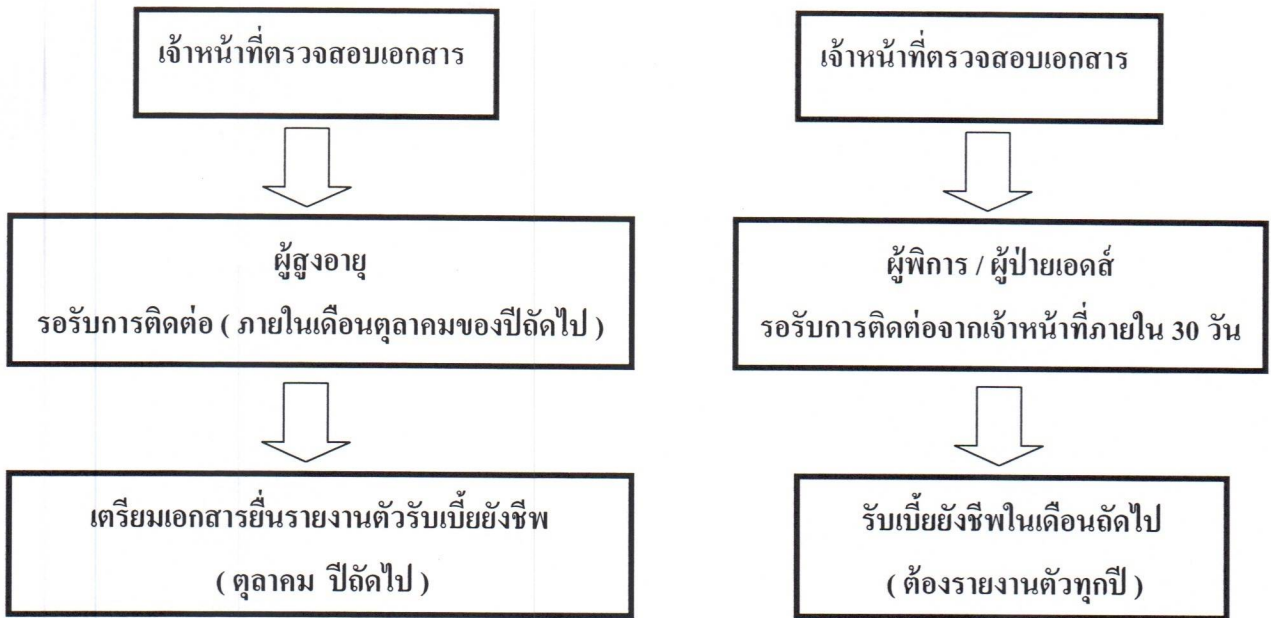 เจ้าหน้าที่ตรวจสอบเอกสาร
ผู้สูงอายุ
รอรับการติดต่อ ( ภายในเดือนตุลาคมของปีถัดไป )
เตรียมเอกสารยื่นรายงานตัวรับเบี้ยยังชีพ
( ตุลาคม ปีถัดไป )
เจ้าหน้าที่ตรวจสอบเอกสาร
ผู้พิการ / ผู้ป่ายเอดส์
รอรับการติดต่อจากเจ้าหน้าที่ภายใน 30 วัน
รับเบี้ยยังชีพในเดือนถัดไป
( ต้องรายงานตัวทุกปี )